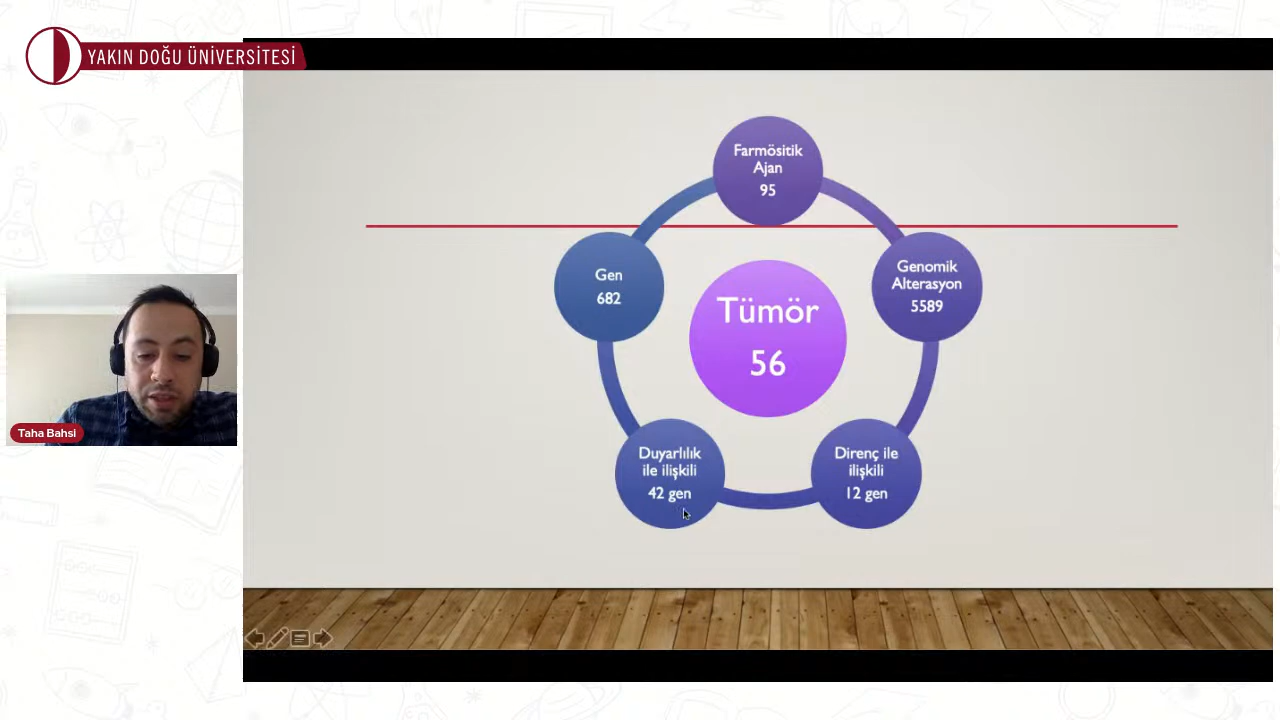 YAKIN DOĞU ÜNİVERSİTESİ
Farmösitik
Ajan
95
Gen
682
Genomik
Alterasyon
5589
Tümör
56
Duyarlılık
ile ilişkili
42 gen
Direnç ile
ilişkili
12 gen
Taha Bahsi